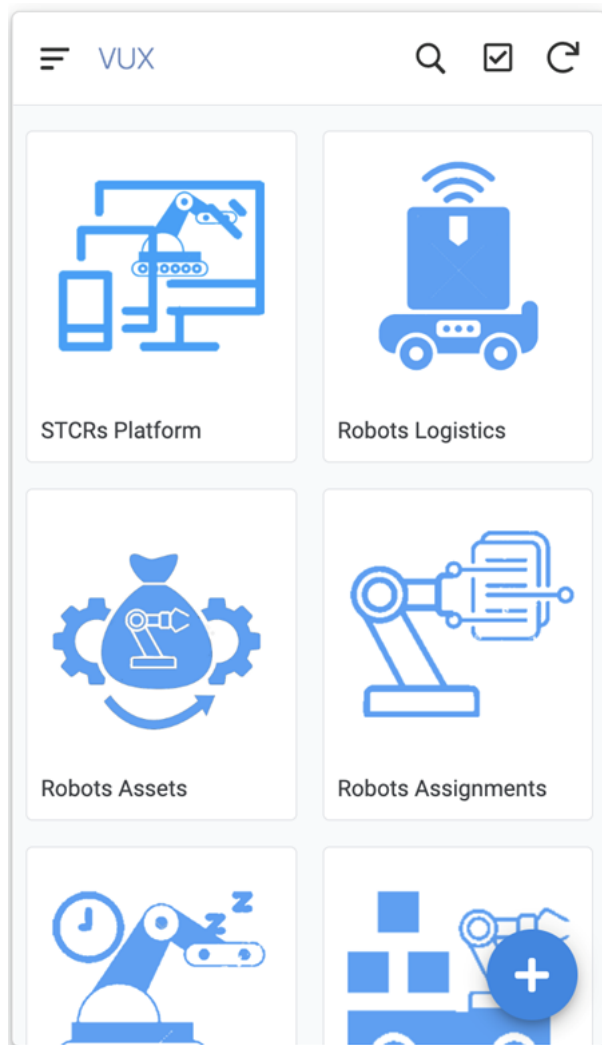 VUX
STCRs Platform
Robots Logistics
Robots Assets
Robots Assignments
z z